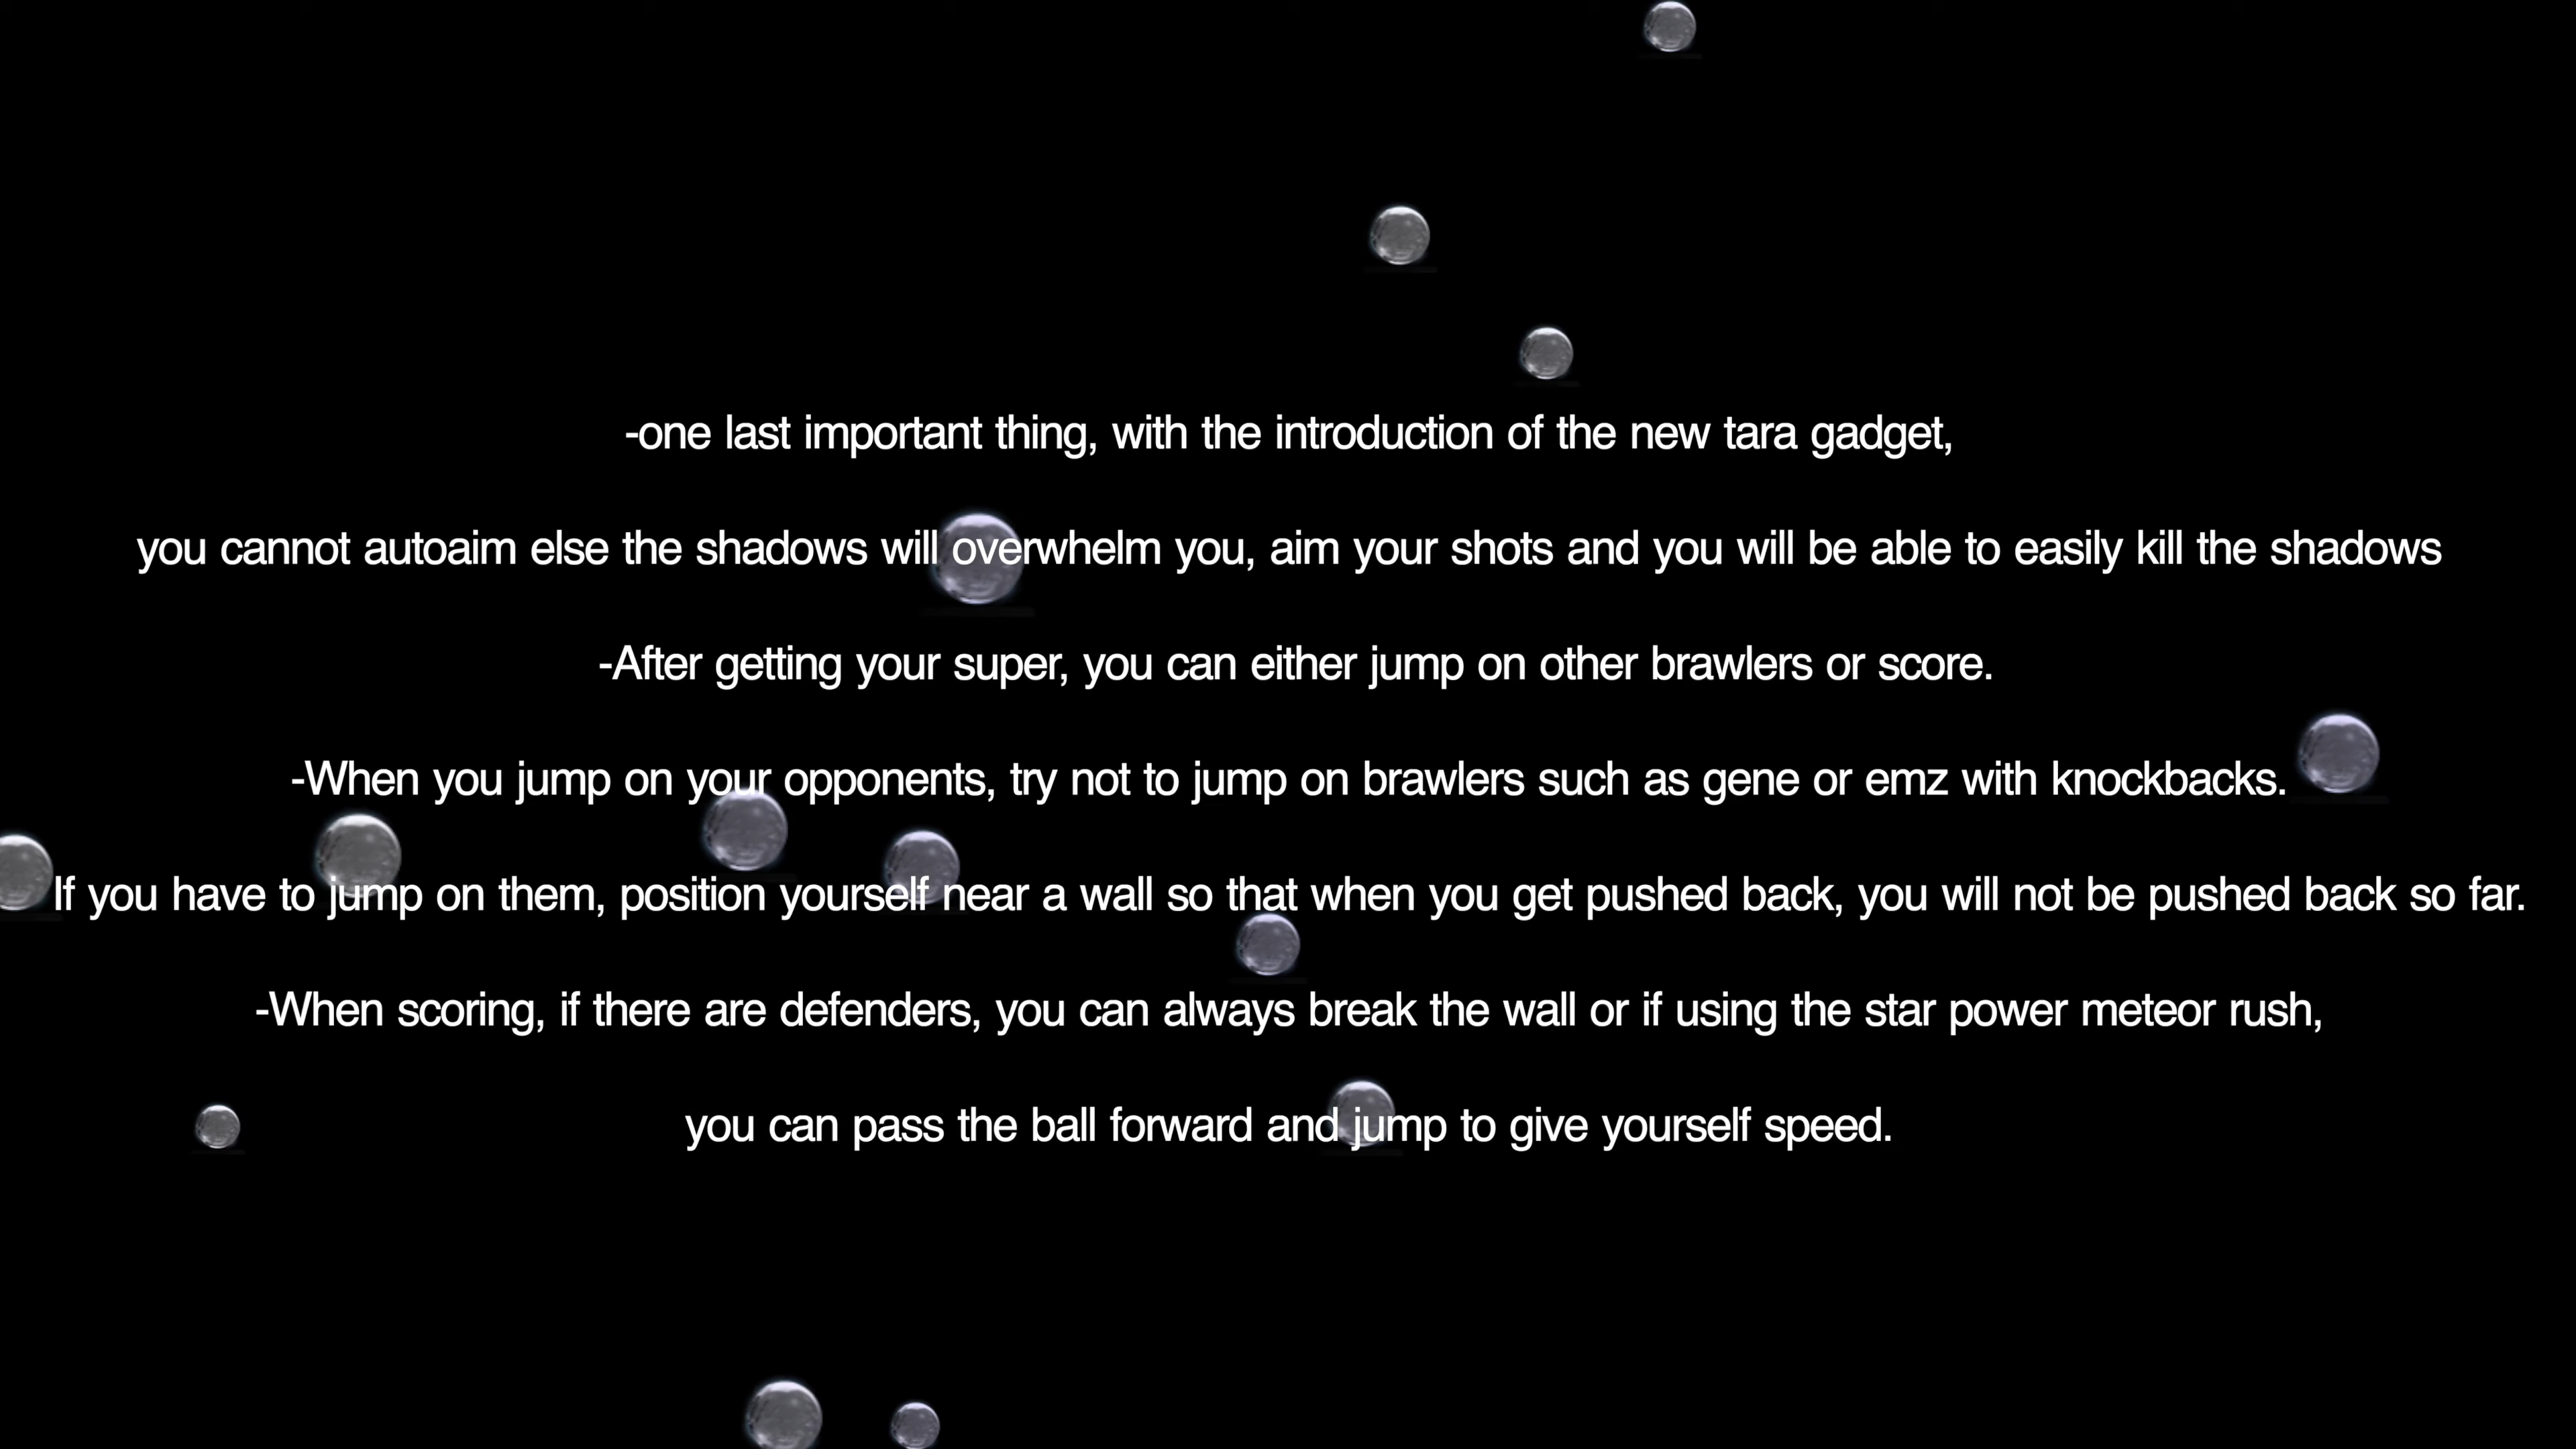 -one last important thing, with the introduction of the new tara gadget,
you cannot autoaim else the shadows will overwhelm you, aim your shots and you will be able to easily kill the shadows
-After getting your super, you can either jump on other brawlers or score.
-When you jump on your opponents, try not to jump on brawlers such as gene or emz with knockbacks.
If you have to jump on them, position yourself near a wall so that when you get pushed back, you will not be pushed back so far.
-When scoring, if there are defenders, you can always break the wall or if using the star power meteor rush,
you can pass the ball forward and jump to give yourself speed.